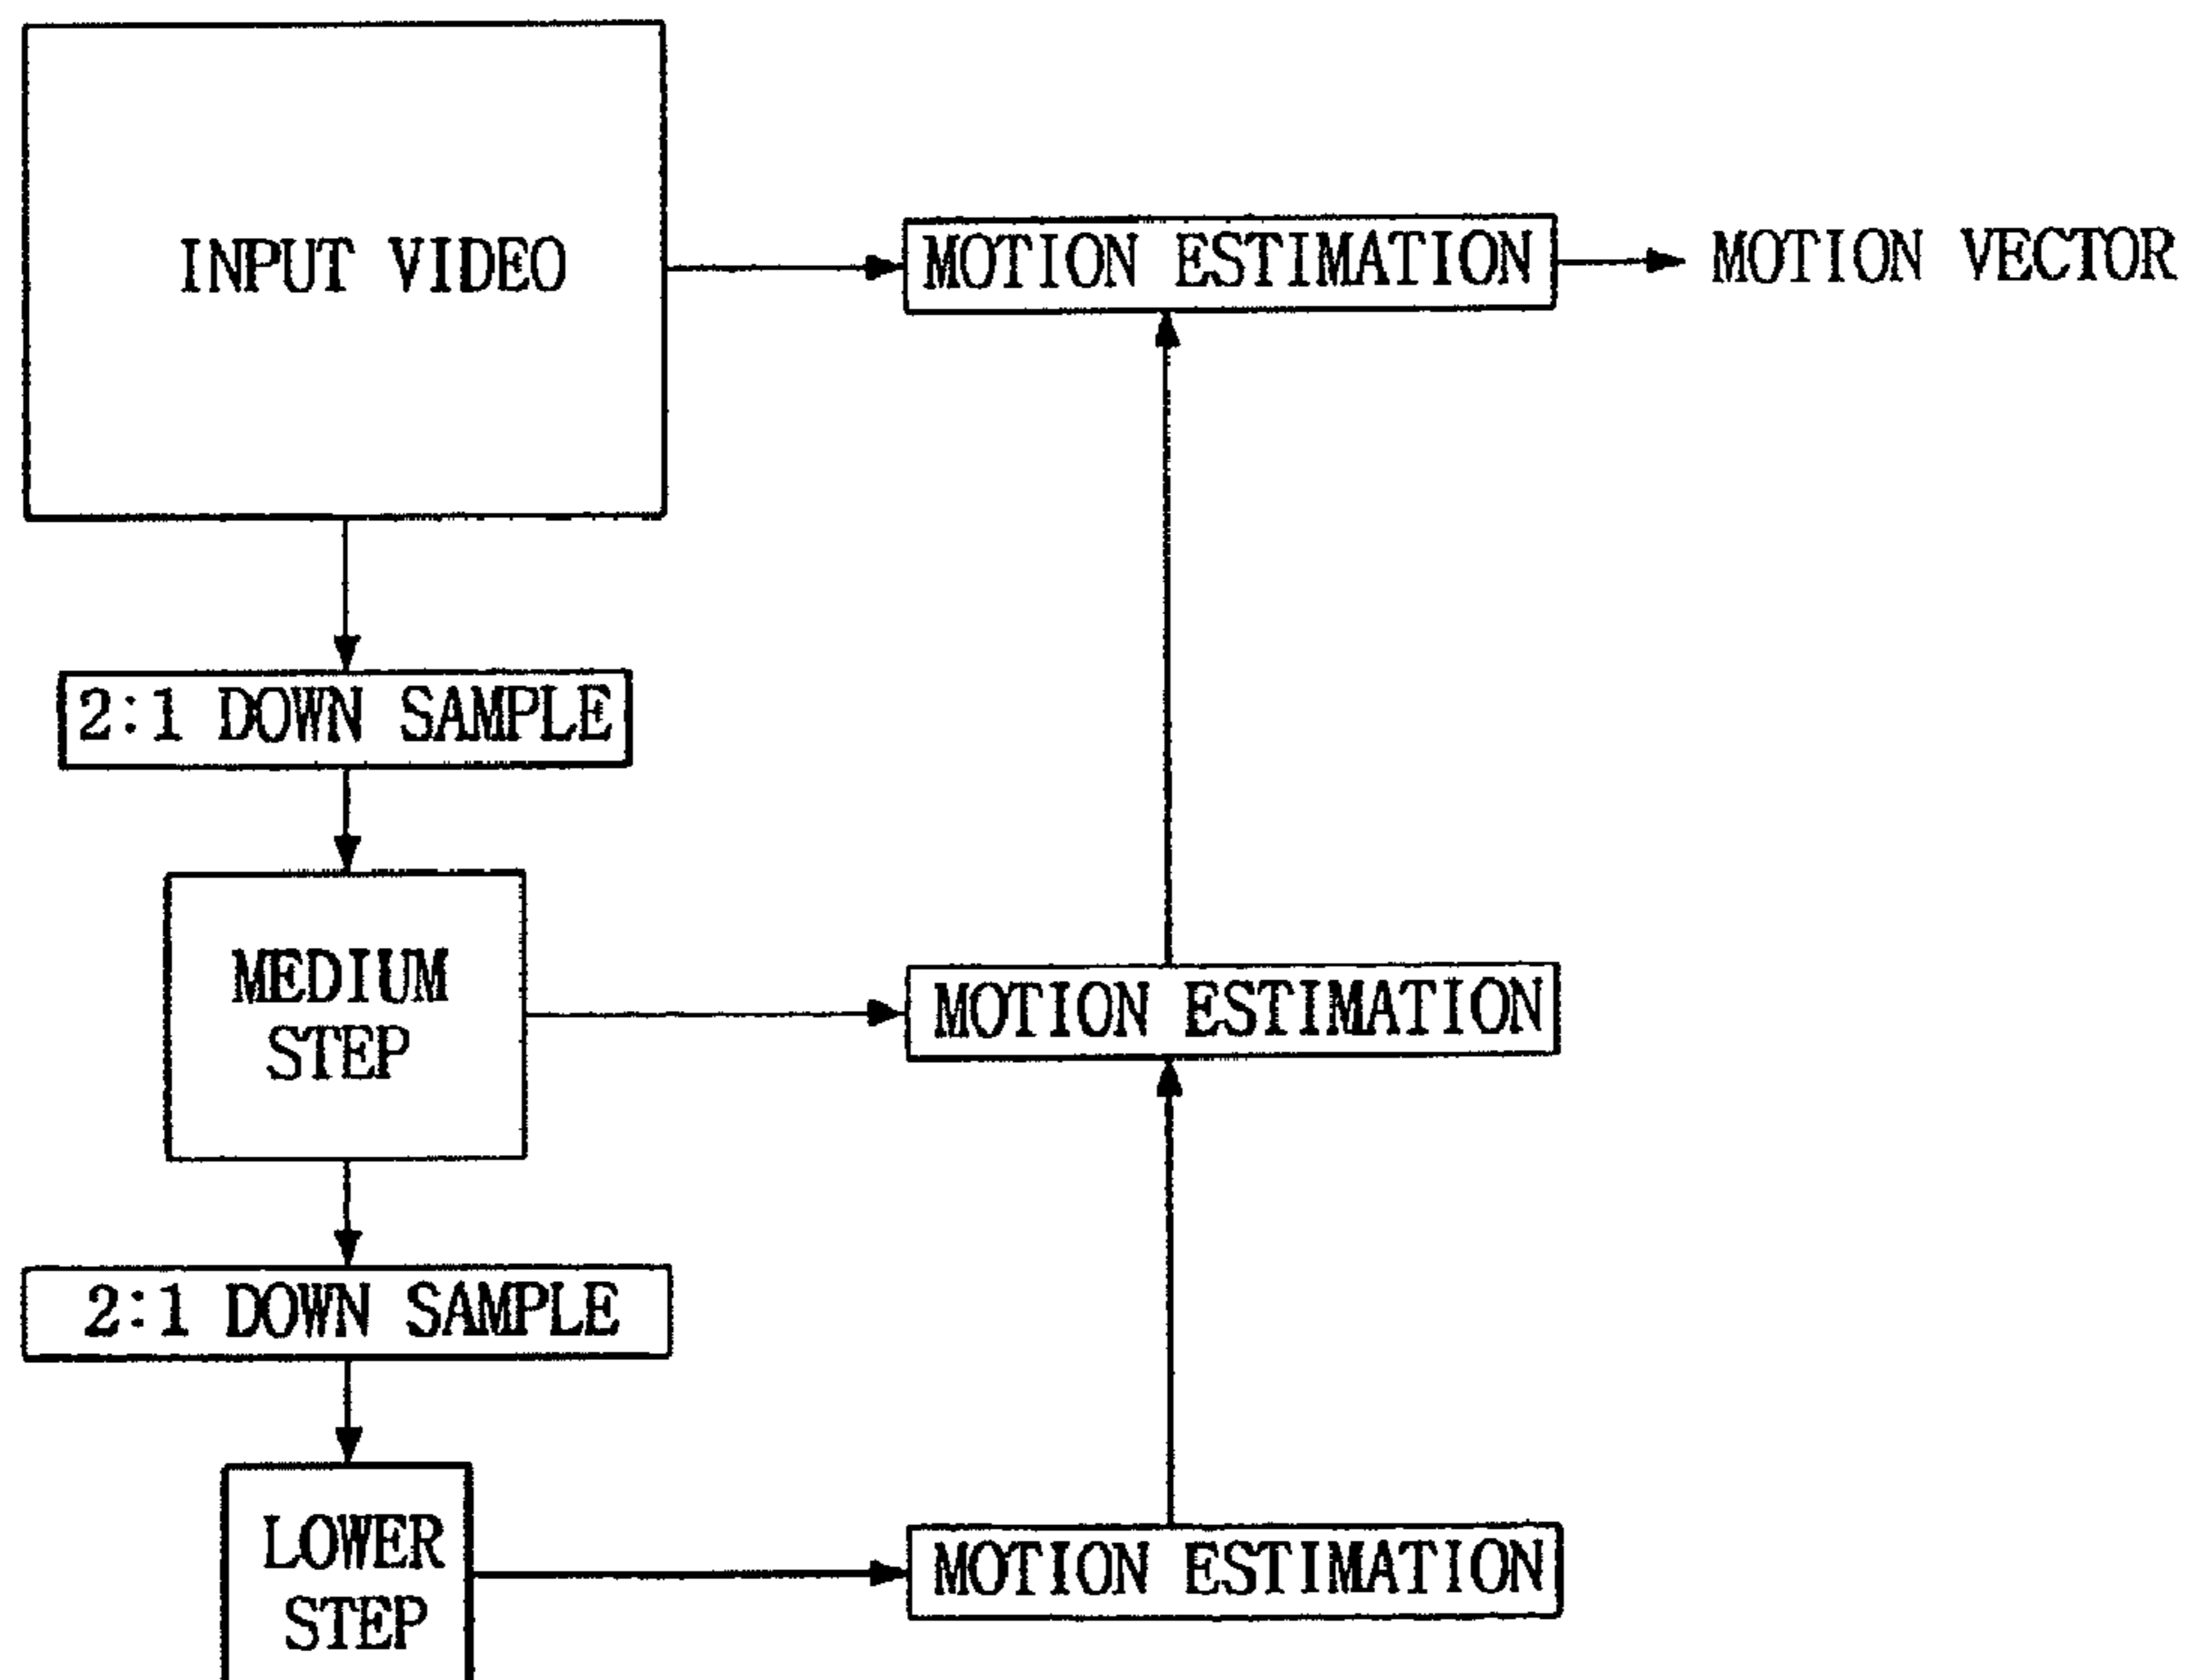 INPUT VIDEO
MOTION ESTIMATION
MOTION VECTOR
2:1 DOWN SAMPLE
MEDIUM
STEP
MOTION ESTIMATION
2:1 DOWN SAMPLE
LOWER
STEP
MOTION ESTIMATION